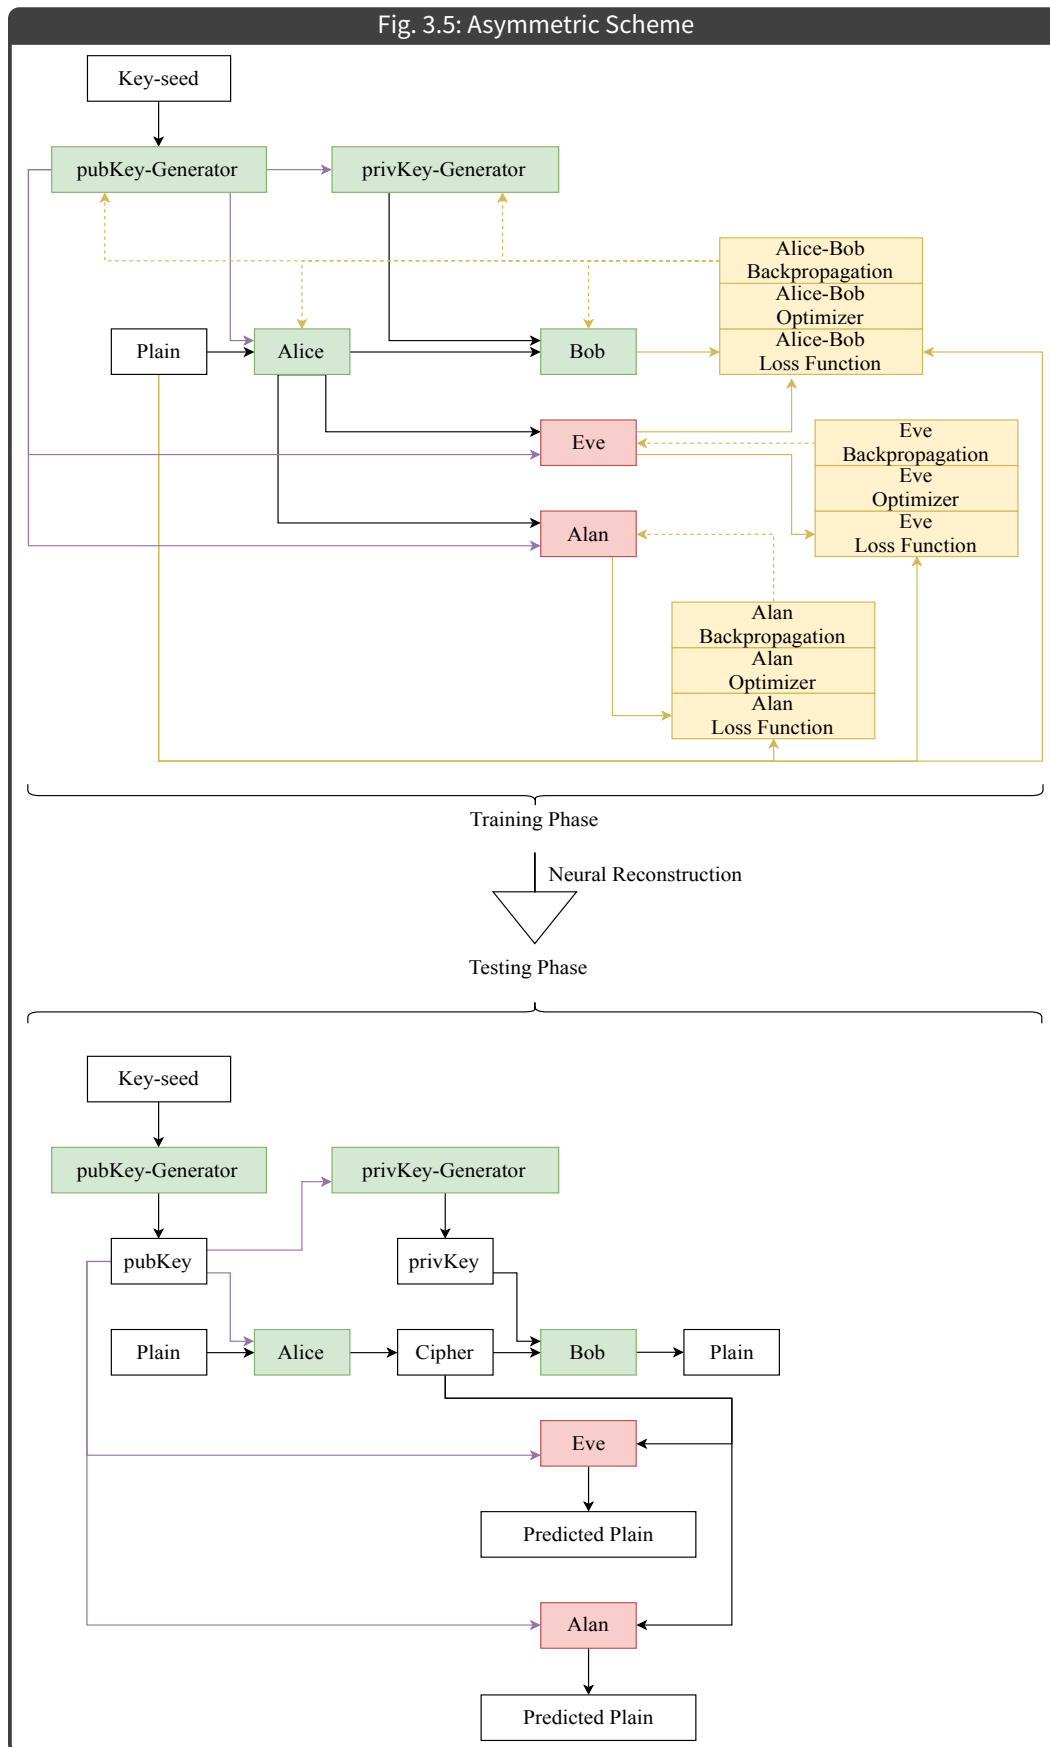 Fig. 3.5: Asymmetric Scheme
Key-seed
pubKey-Generator
privKey-Generator
Alice-Bob
Backpropagation
Alice-Bob
Optimizer
Alice-Bob
Loss Function
Plain
Alice
Bob
Eve
Eve
Backpropagation
Eve
Optimizer
Eve
Loss Function
Alan
Alan
Backpropagation
Alan
Optimizer
Alan
Loss Function
Training Phase
Neural Reconstruction
Testing Phase
Key-seed
pubKey-Generator
privKey-Generator
pubKey
privKey
Plain
Alice
Cipher
Bob
Plain
Eve
Predicted Plain
Alan
Predicted Plain